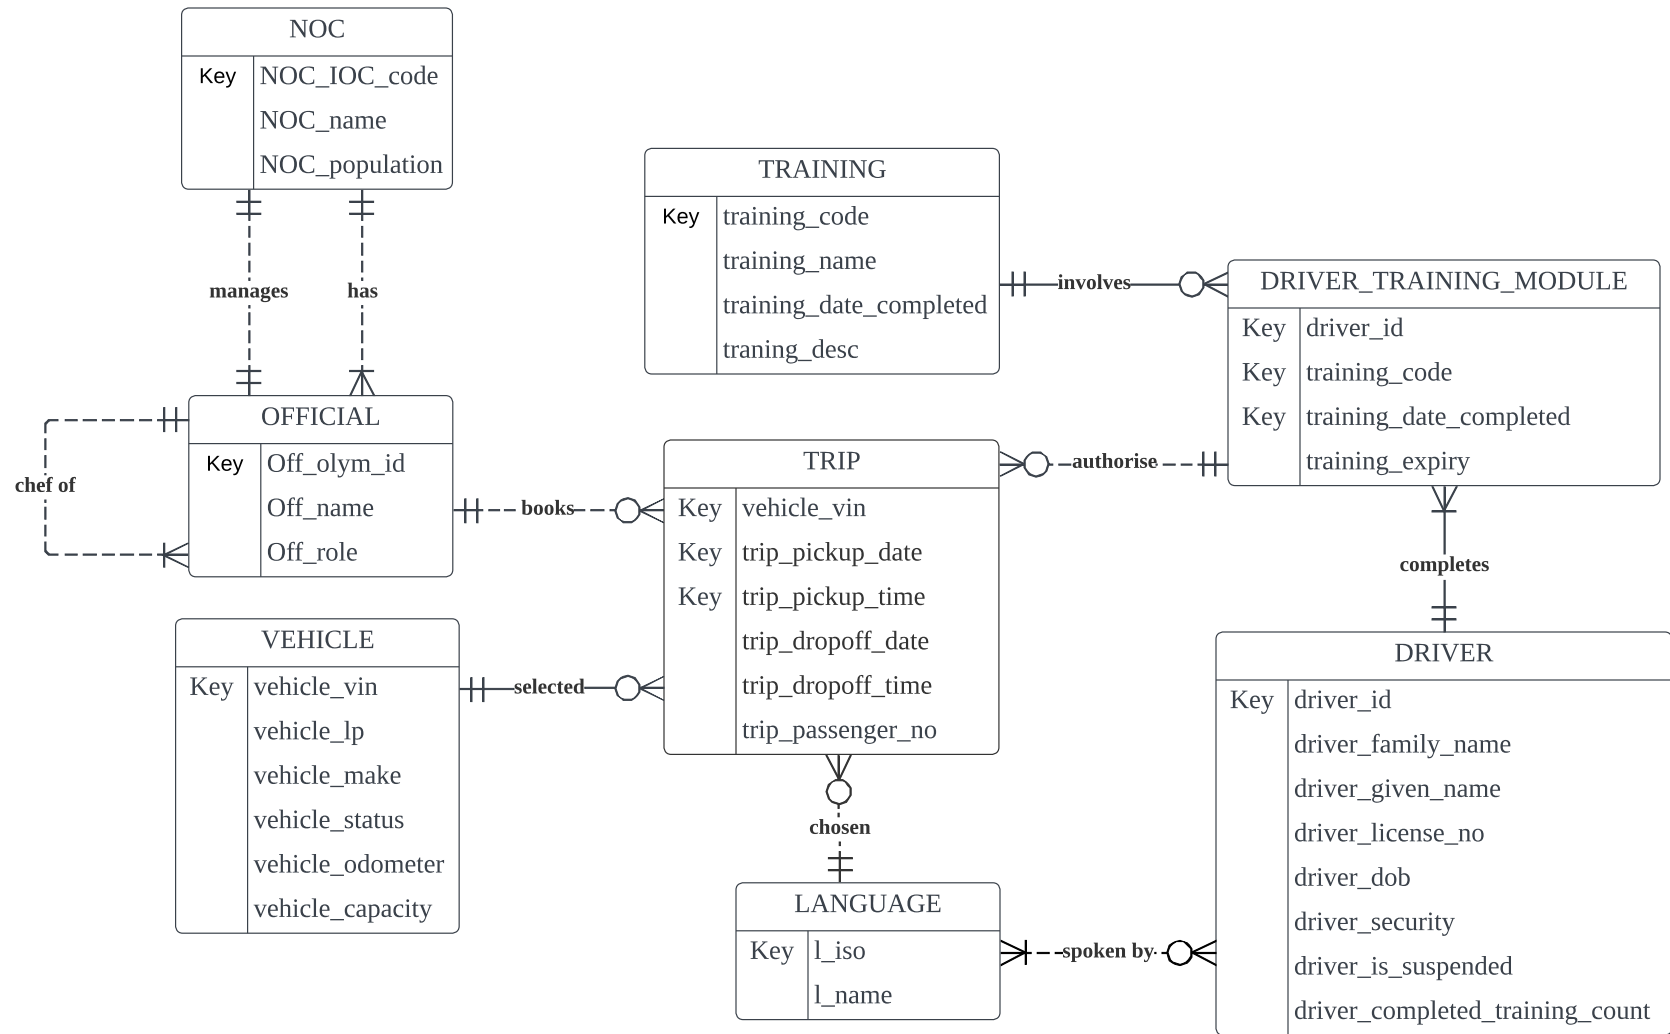 NOC
Key NOC_IOC_code
NOC_name
NOC_population
manages
has
OFFICIAL
Key Off_olym_id
Off_name
Off_role
chef of
books
VEHICLE
Key vehicle_vin
vehicle_lp
vehicle_make
vehicle_status
vehicle_odometer
vehicle_capacity
selected
TRAINING
Key training_code
training_name
training_date_completed
traning_desc
involves
TRIP
Key vehicle_vin
Key trip_pickup_date
Key trip_pickup_time
trip_dropoff_date
trip_dropoff_time
trip_passenger_no
authorise
chosen
LANGUAGE
Key l_iso
l_name
spoken by
DRIVER_TRAINING_MODULE
Key driver_id
Key training_code
Key training_date_completed
training_expiry
completes
DRIVER
Key driver_id
driver_family_name
driver_given_name
driver_license_no
driver_dob
driver_security
driver_is_suspended
driver_completed_training_count